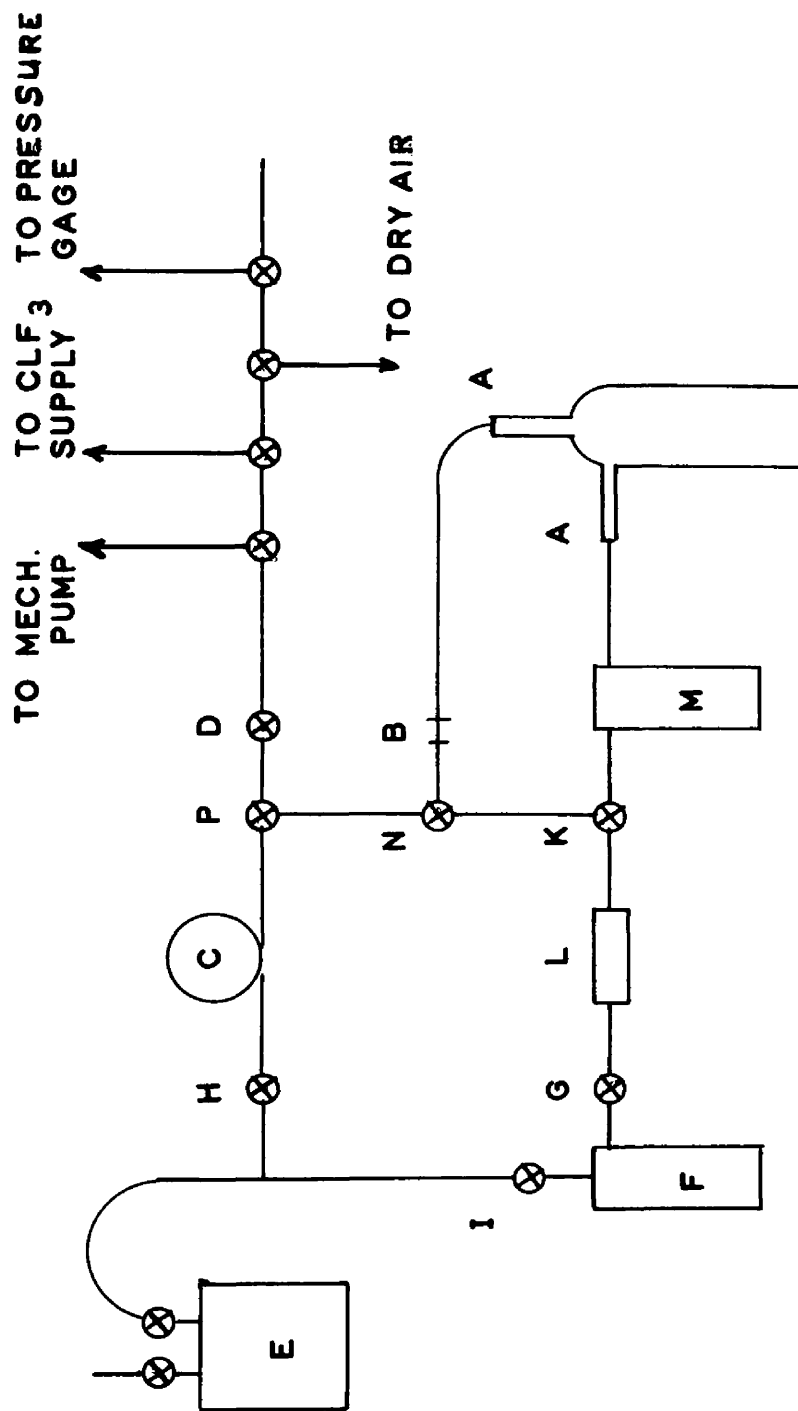 TO MECH.
PUMP
TO CLF3
SUPPLY
TO PRESSURE
GAGE
TO DRY AIR
H
C
P
D
E
I
N
B
A
A
F
G
L
K
M